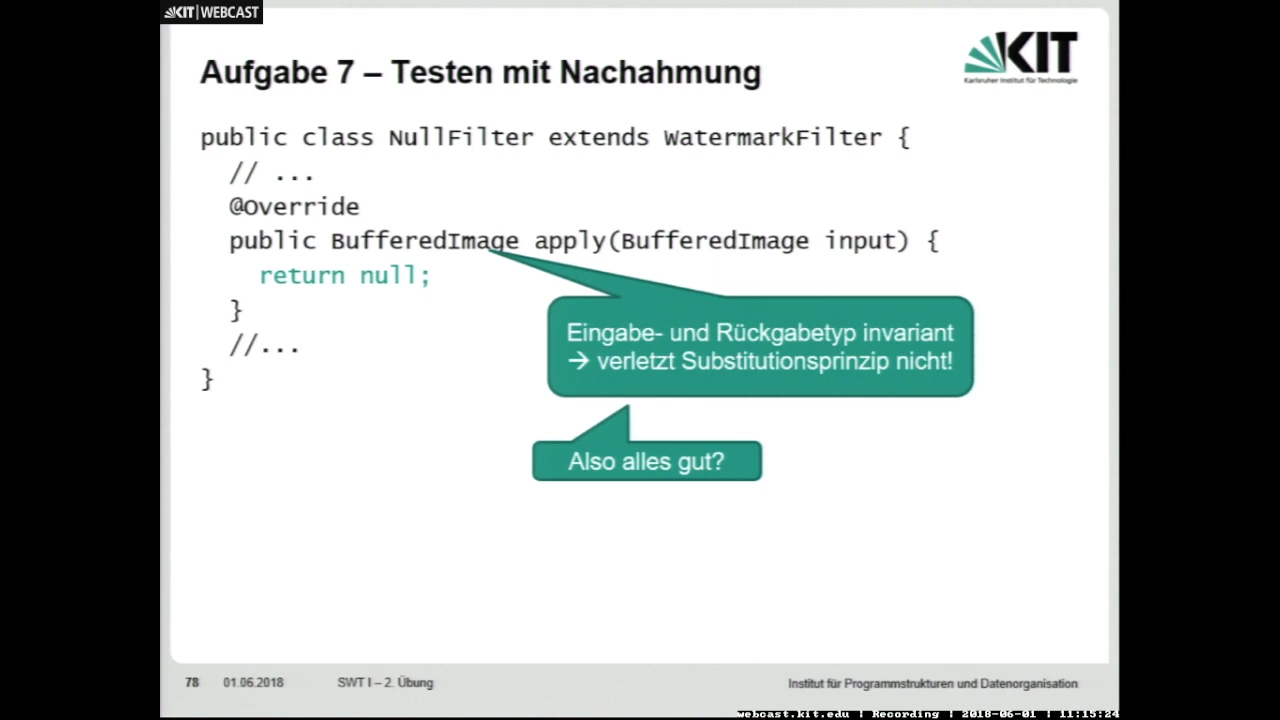 KIT | WEBCAST
KIT
Karlsruher Institut für Technologie
Aufgabe 7 – Testen mit Nachahmung
public class NullFilter extends WatermarkFilter {
// ...
@Override
public BufferedImage apply(BufferedImage input) {
return null;
}
//...
}
Eingabe- und Rückgabetyp invariant
→ verletzt Substitutionsprinzip nicht!
Also alles gut?
78 01.06.2018 SWT I – 2. Übung Institut für Programmstrukturen und Datenorganisation
webcast.kit.edu | Recording | 2018-06-01 | 11:15:24